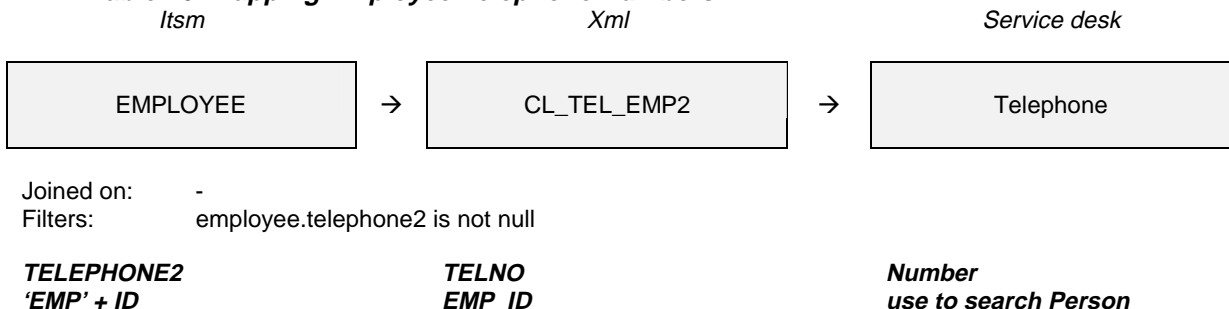 Itsm Xml Service desk
EMPLOYEE → CL_TEL_EMP2 → Telephone
Joined on: -
Filters: employee.telephone2 is not null
TELEPHONE2 TELNO Number
‘EMP’ + ID EMP_ID use to search Person